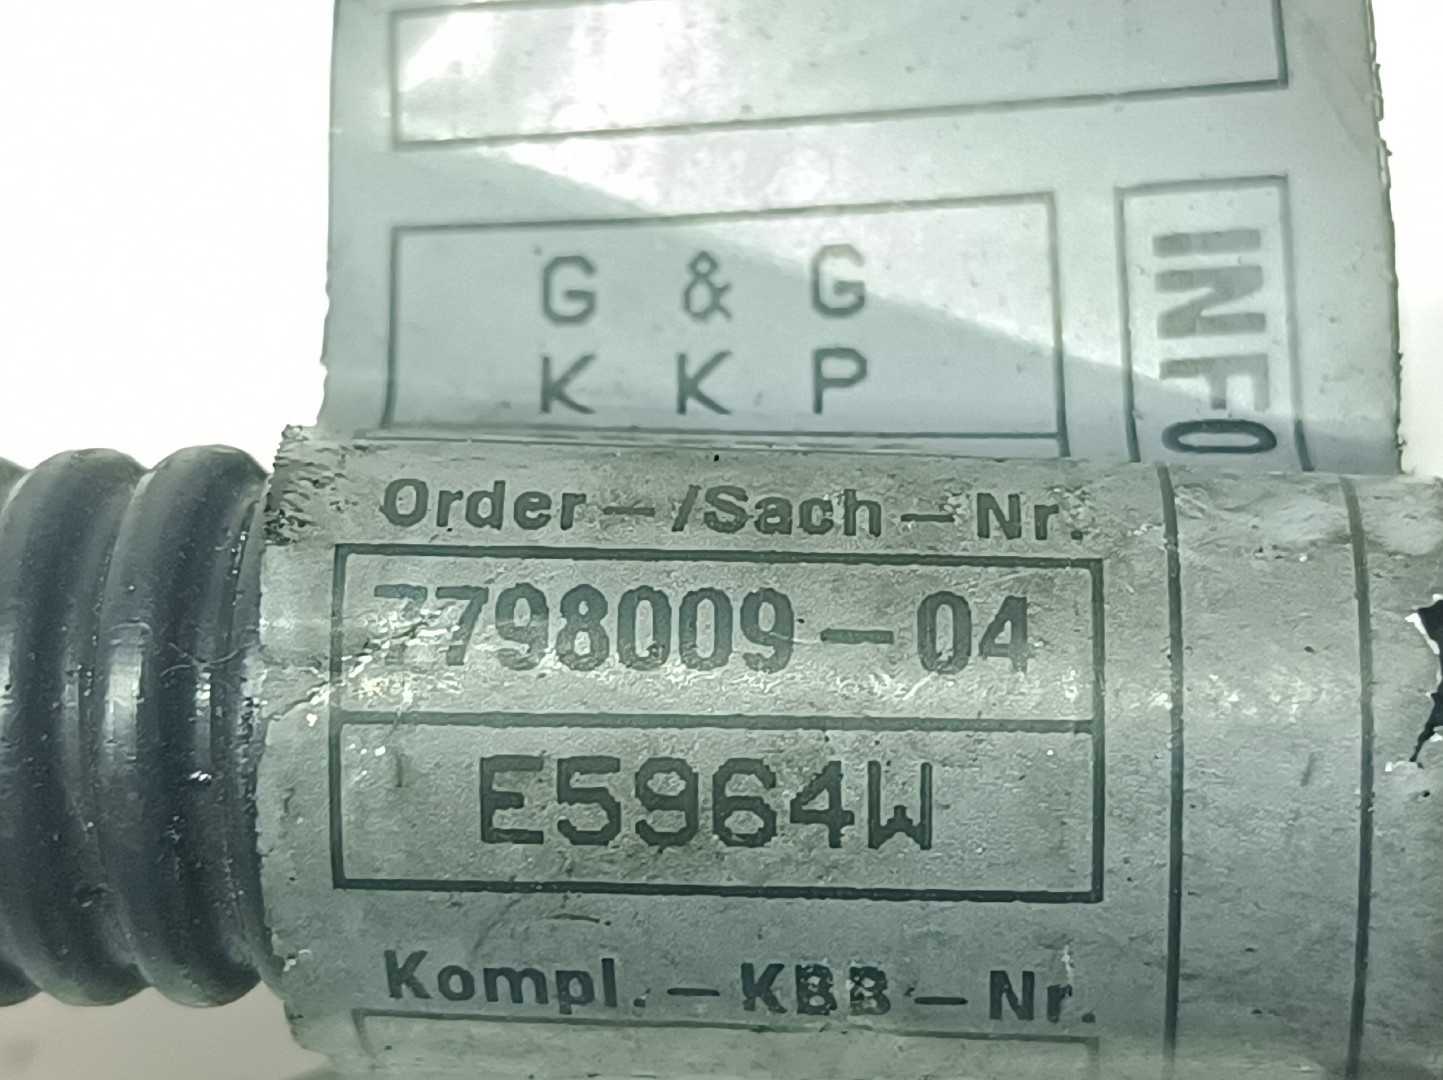 G & G
K K P
INFO
Order-/Sach-Nr.
7798009-04
E5964W
Kompl.-KBB-Nr.